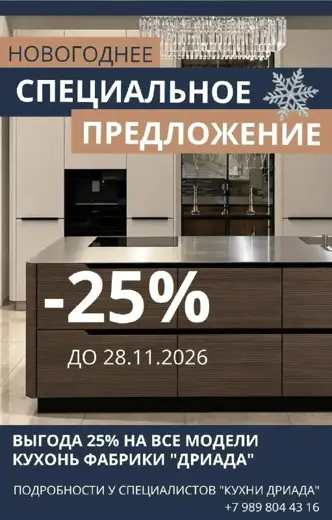 НОВОГОДНЕЕ
СПЕЦИАЛЬНОЕ
ПРЕДЛОЖЕНИЕ
-25%
ДО 28.11.2026
ВЫГОДА 25% НА ВСЕ МОДЕЛИ
КУХОНЬ ФАБРИКИ "ДРИАДА"
ПОДРОБНОСТИ У СПЕЦИАЛИСТОВ "КУХНИ ДРИАДА"
+7 989 804 43 16